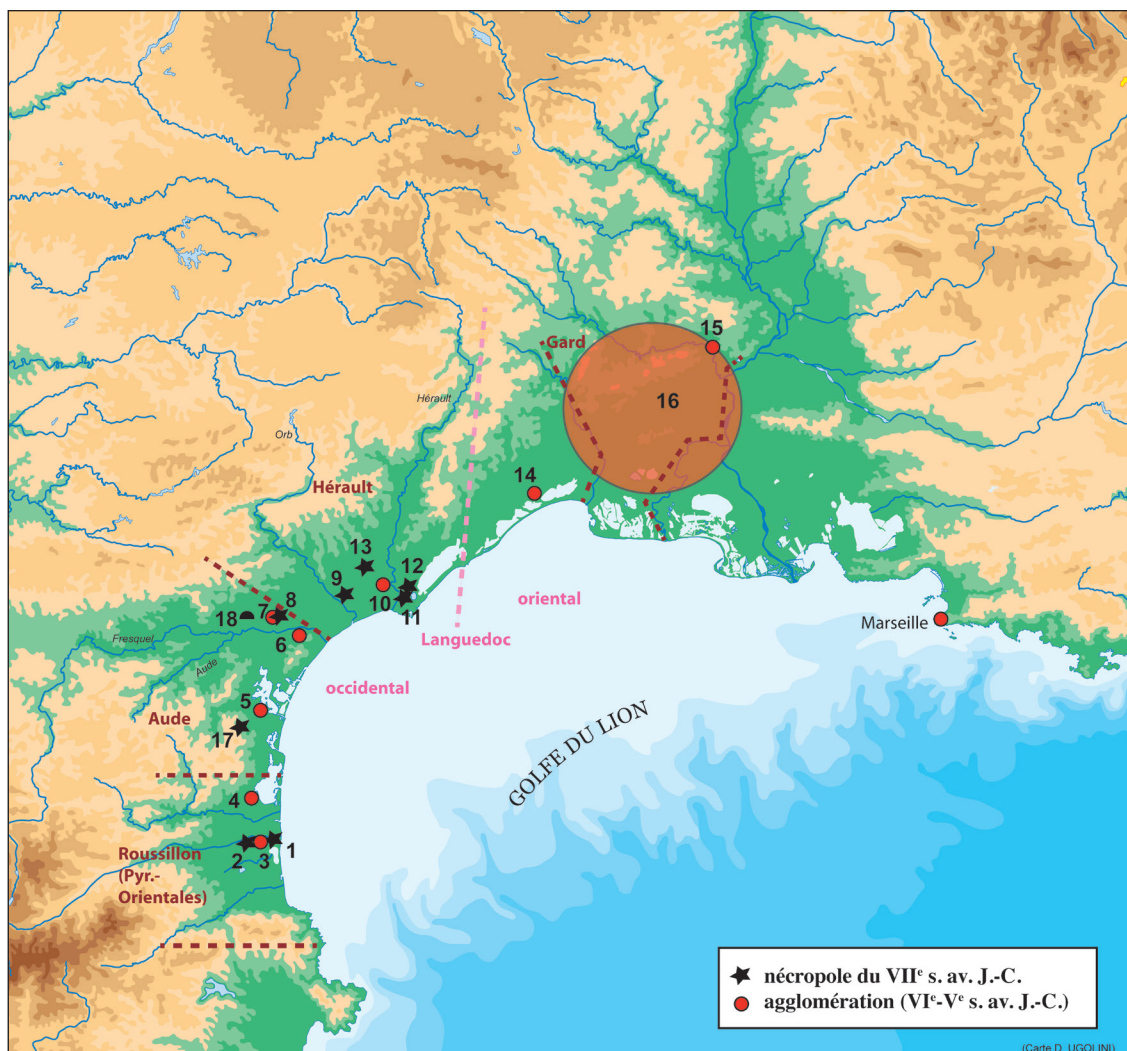 15
Gard
16
Hérault
Orb
14
Hérault
13
12
9
10
11
oriental
Marseille
8
7
18
6
Languedoc
Fresquel
Aude
occidental
5
Aude
17
GOLFE DU LION
4
1
2
3
Roussillon
(Pyr.-
Orientales)
nécropole du VIIe s. av. J.-C.
agglomération (VIe-Ve s. av. J.-C.)
(Carte D. UGOLINI)